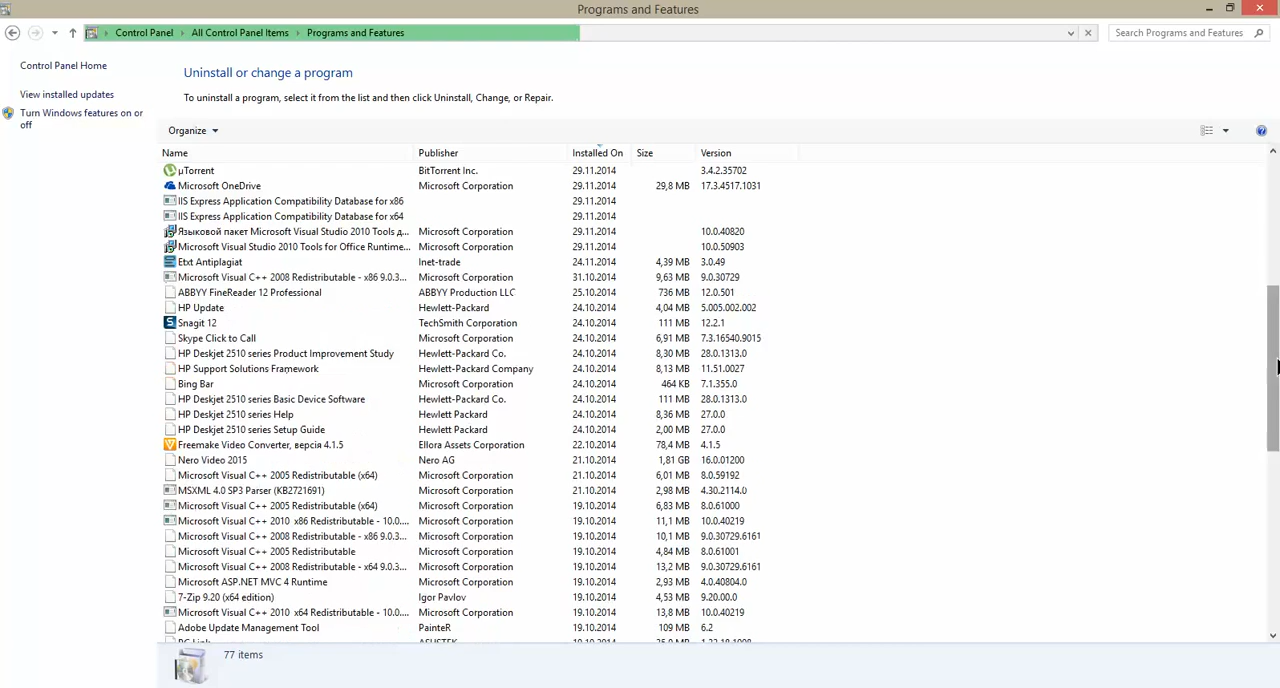 Programs and Features
Control Panel › All Control Panel Items › Programs and Features
Search Programs and Features
Control Panel Home
View installed updates
Turn Windows features on or
off
Uninstall or change a program
To uninstall a program, select it from the list and then click Uninstall, Change, or Repair.
Organize
Name Publisher Installed On Size Version
µTorrent BitTorrent Inc. 29.11.2014 3.4.2.35702
Microsoft OneDrive Microsoft Corporation 29.11.2014 29,8 MB 17.3.4517.1031
IIS Express Application Compatibility Database for x86 29.11.2014
IIS Express Application Compatibility Database for x64 29.11.2014
Языковой пакет Microsoft Visual Studio 2010 Tools д... Microsoft Corporation 29.11.2014 10.0.40820
Microsoft Visual Studio 2010 Tools for Office Runtime... Microsoft Corporation 29.11.2014 10.0.50903
Etxt Antiplagiat Inet-trade 24.11.2014 4,39 MB 3.0.49
Microsoft Visual C++ 2008 Redistributable - x86 9.0.3... Microsoft Corporation 31.10.2014 9,63 MB 9.0.30729
ABBYY FineReader 12 Professional ABBYY Production LLC 25.10.2014 736 MB 12.0.501
HP Update Hewlett-Packard 24.10.2014 4,04 MB 5.005.002.002
Snagit 12 TechSmith Corporation 24.10.2014 111 MB 12.2.1
Skype Click to Call Microsoft Corporation 24.10.2014 6,91 MB 7.3.16540.9015
HP Deskjet 2510 series Product Improvement Study Hewlett-Packard Co. 24.10.2014 8,30 MB 28.0.1313.0
HP Support Solutions Framework Hewlett-Packard Company 24.10.2014 8,13 MB 11.51.0027
Bing Bar Microsoft Corporation 24.10.2014 464 KB 7.1.355.0
HP Deskjet 2510 series Basic Device Software Hewlett-Packard Co. 24.10.2014 111 MB 28.0.1313.0
HP Deskjet 2510 series Help Hewlett Packard 24.10.2014 8,36 MB 27.0.0
HP Deskjet 2510 series Setup Guide Hewlett Packard 24.10.2014 2,00 MB 27.0.0
Freemake Video Converter, версія 4.1.5 Ellora Assets Corporation 22.10.2014 78,4 MB 4.1.5
Nero Video 2015 Nero AG 21.10.2014 1,81 GB 16.0.01200
Microsoft Visual C++ 2005 Redistributable (x64) Microsoft Corporation 21.10.2014 6,01 MB 8.0.59192
MSXML 4.0 SP3 Parser (KB2721691) Microsoft Corporation 21.10.2014 2,98 MB 4.30.2114.0
Microsoft Visual C++ 2005 Redistributable (x64) Microsoft Corporation 19.10.2014 6,83 MB 8.0.61000
Microsoft Visual C++ 2010 x86 Redistributable - 10.0.... Microsoft Corporation 19.10.2014 11,1 MB 10.0.40219
Microsoft Visual C++ 2008 Redistributable - x86 9.0.3... Microsoft Corporation 19.10.2014 10,1 MB 9.0.30729.6161
Microsoft Visual C++ 2005 Redistributable Microsoft Corporation 19.10.2014 4,84 MB 8.0.61001
Microsoft Visual C++ 2008 Redistributable - x64 9.0.3... Microsoft Corporation 19.10.2014 13,2 MB 9.0.30729.6161
Microsoft ASP.NET MVC 4 Runtime Microsoft Corporation 19.10.2014 2,93 MB 4.0.40804.0
7-Zip 9.20 (x64 edition) Igor Pavlov 19.10.2014 4,53 MB 9.20.00.0
Microsoft Visual C++ 2010 x64 Redistributable - 10.0.... Microsoft Corporation 19.10.2014 13,8 MB 10.0.40219
Adobe Update Management Tool PainteR 19.10.2014 109 MB 6.2
77 items